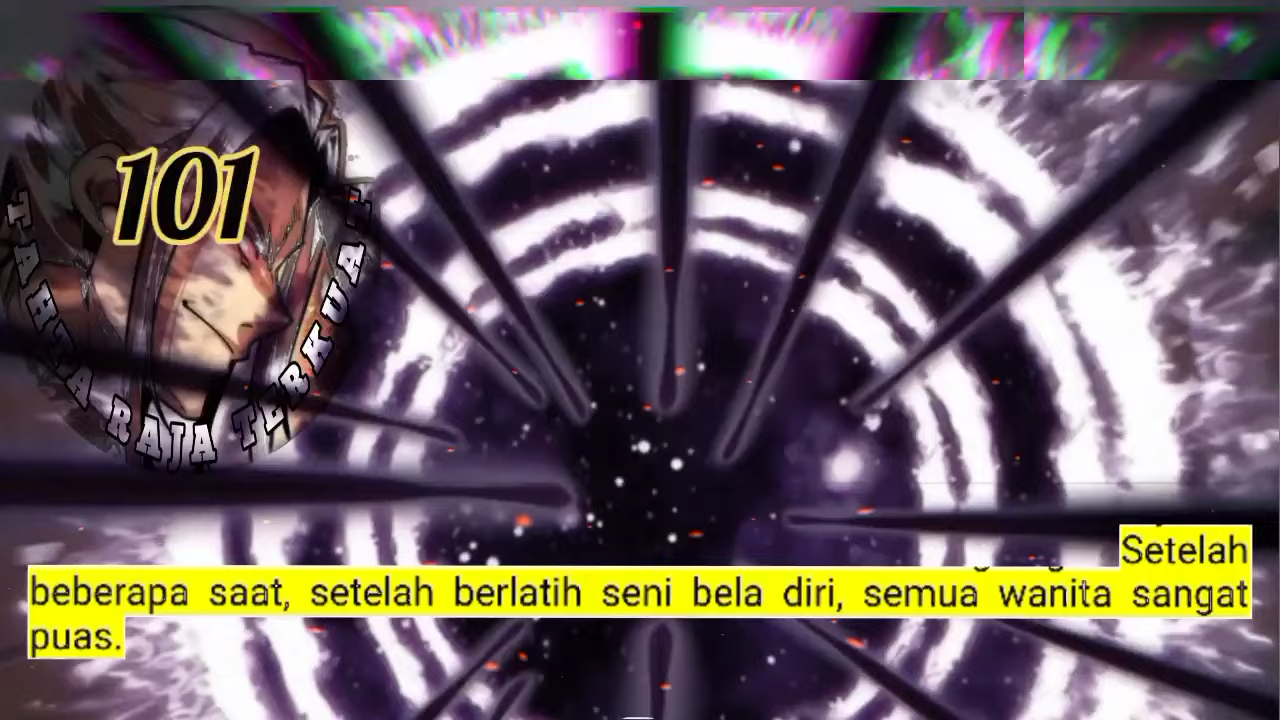 101
TAHTA RAJA TERKUAT
Setelah
beberapa saat, setelah berlatih seni bela diri, semua wanita sangat
puas.